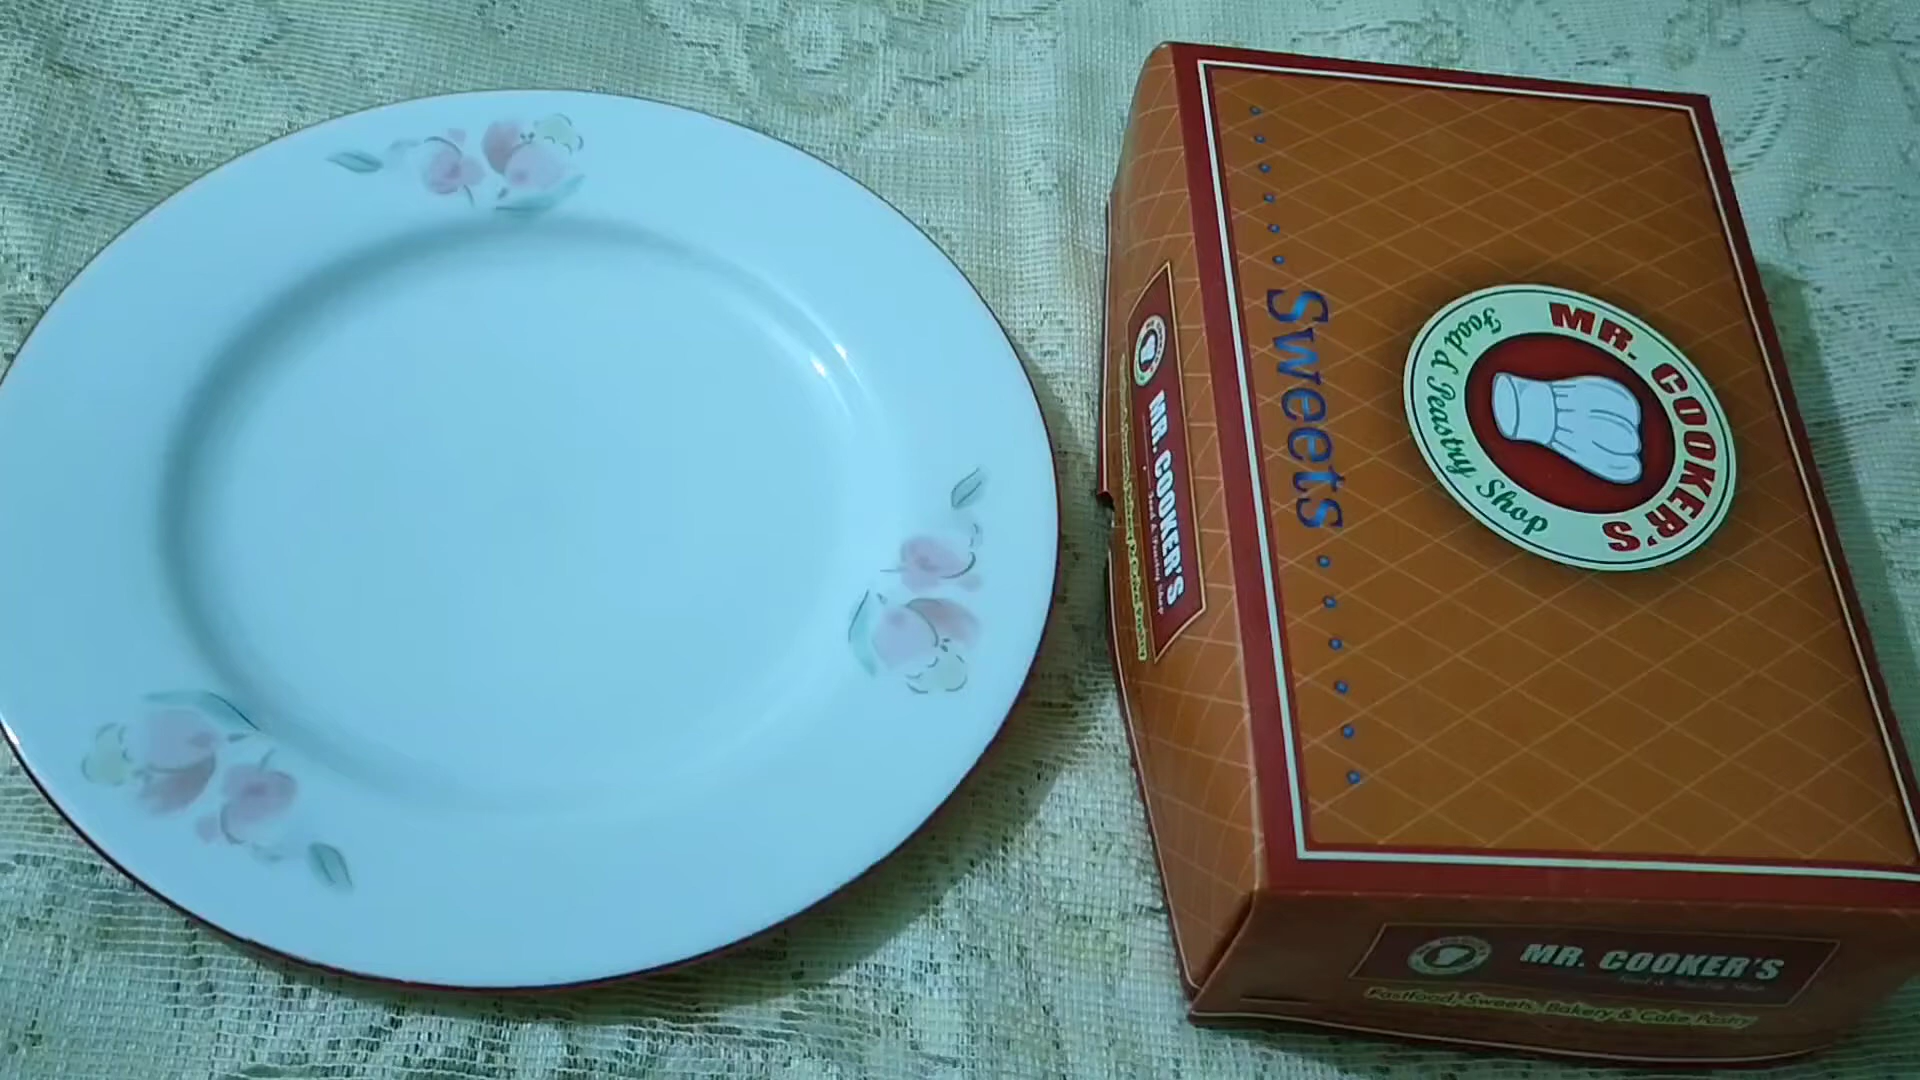 Sweets
MR. COOKER'S
Food & Peastry Shop
MR. COOKER'S
MR. COOKER'S
Fastfood, Sweets, Bakery & Cake Pastry